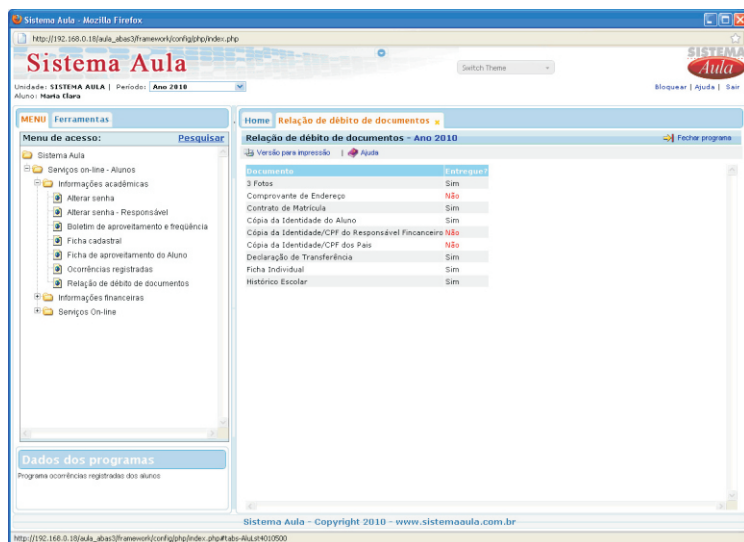 Sistema Aula - Mozilla Firefox
http://192.168.0.18/aula_abas3/framework/config/php/index.php
Sistema Aula
Switch Theme
SISTEMA
Aula
Unidade: SISTEMA AULA | Período: Ano 2010
Bloquear | Ajuda | Sair
Aluno: Maria Clara
MENU Ferramentas
Menu de acesso: Pesquisar
Sistema Aula
Serviços on-line - Alunos
Informações acadêmicas
Alterar senha
Alterar senha - Responsável
Boletim de aproveitamento e freqüência
Ficha cadastral
Ficha de aproveitamento do Aluno
Ocorrências registradas
Relação de débito de documentos
Informações financeiras
Serviços On-line
Dados dos programas
Programa ocorrências registradas dos alunos
Home Relação de débito de documentos x
Relação de débito de documentos - Ano 2010 Fechar programa
Versão para impressão | Ajuda
Documento Entregue?
3 Fotos Sim
Comprovante de Endereço Não
Contrato de Matrícula Sim
Cópia da Identidade do Aluno Sim
Cópia da Identidade/CPF do Responsável Fincanceiro Não
Cópia da Identidade/CPF dos Pais Não
Declaração de Transferência Sim
Ficha Individual Sim
Histórico Escolar Sim
Sistema Aula - Copyright 2010 - www.sistemaaula.com.br
http://192.168.0.18/aula_abas3/framework/config/php/index.php#tabs-AluLst4010500